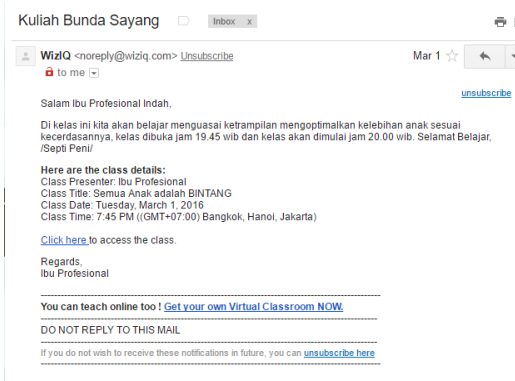 Kuliah Bunda Sayang Inbox x
WizIQ <noreply@wiziq.com> Unsubscribe Mar 1
to me
unsubscribe
Salam Ibu Profesional Indah,
Di kelas ini kita akan belajar menguasai ketrampilan mengoptimalkan kelebihan anak sesuai
kecerdasannya, kelas dibuka jam 19.45 wib dan kelas akan dimulai jam 20.00 wib. Selamat Belajar,
/Septi Peni/
Here are the class details:
Class Presenter: Ibu Profesional
Class Title: Semua Anak adalah BINTANG
Class Date: Tuesday, March 1, 2016
Class Time: 7:45 PM ((GMT+07:00) Bangkok, Hanoi, Jakarta)
Click here to access the class.
Regards,
Ibu Profesional
You can teach online too ! Get your own Virtual Classroom NOW.
DO NOT REPLY TO THIS MAIL
If you do not wish to receive these notifications in future, you can unsubscribe here